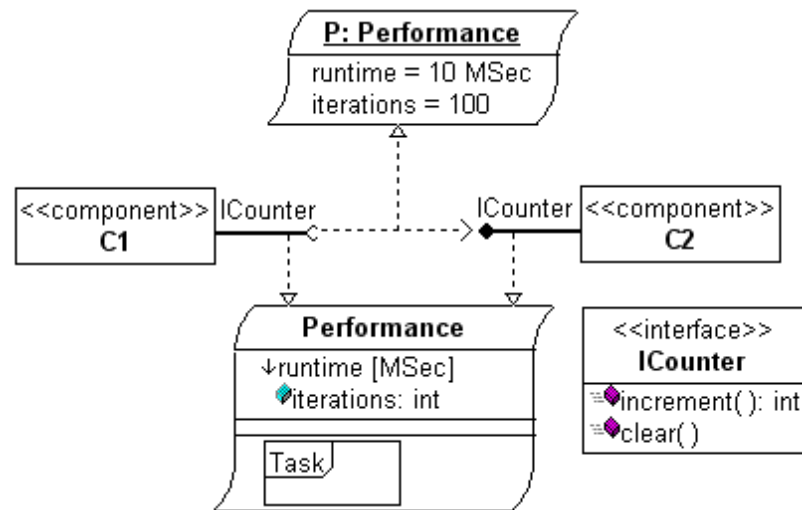 P: Performance
runtime = 10 MSec
iterations = 100
<<component>>
C1
ICounter
ICounter
<<component>>
C2
Performance
runtime [MSec]
iterations: int
Task
<<interface>>
ICounter
increment( ): int
clear( )